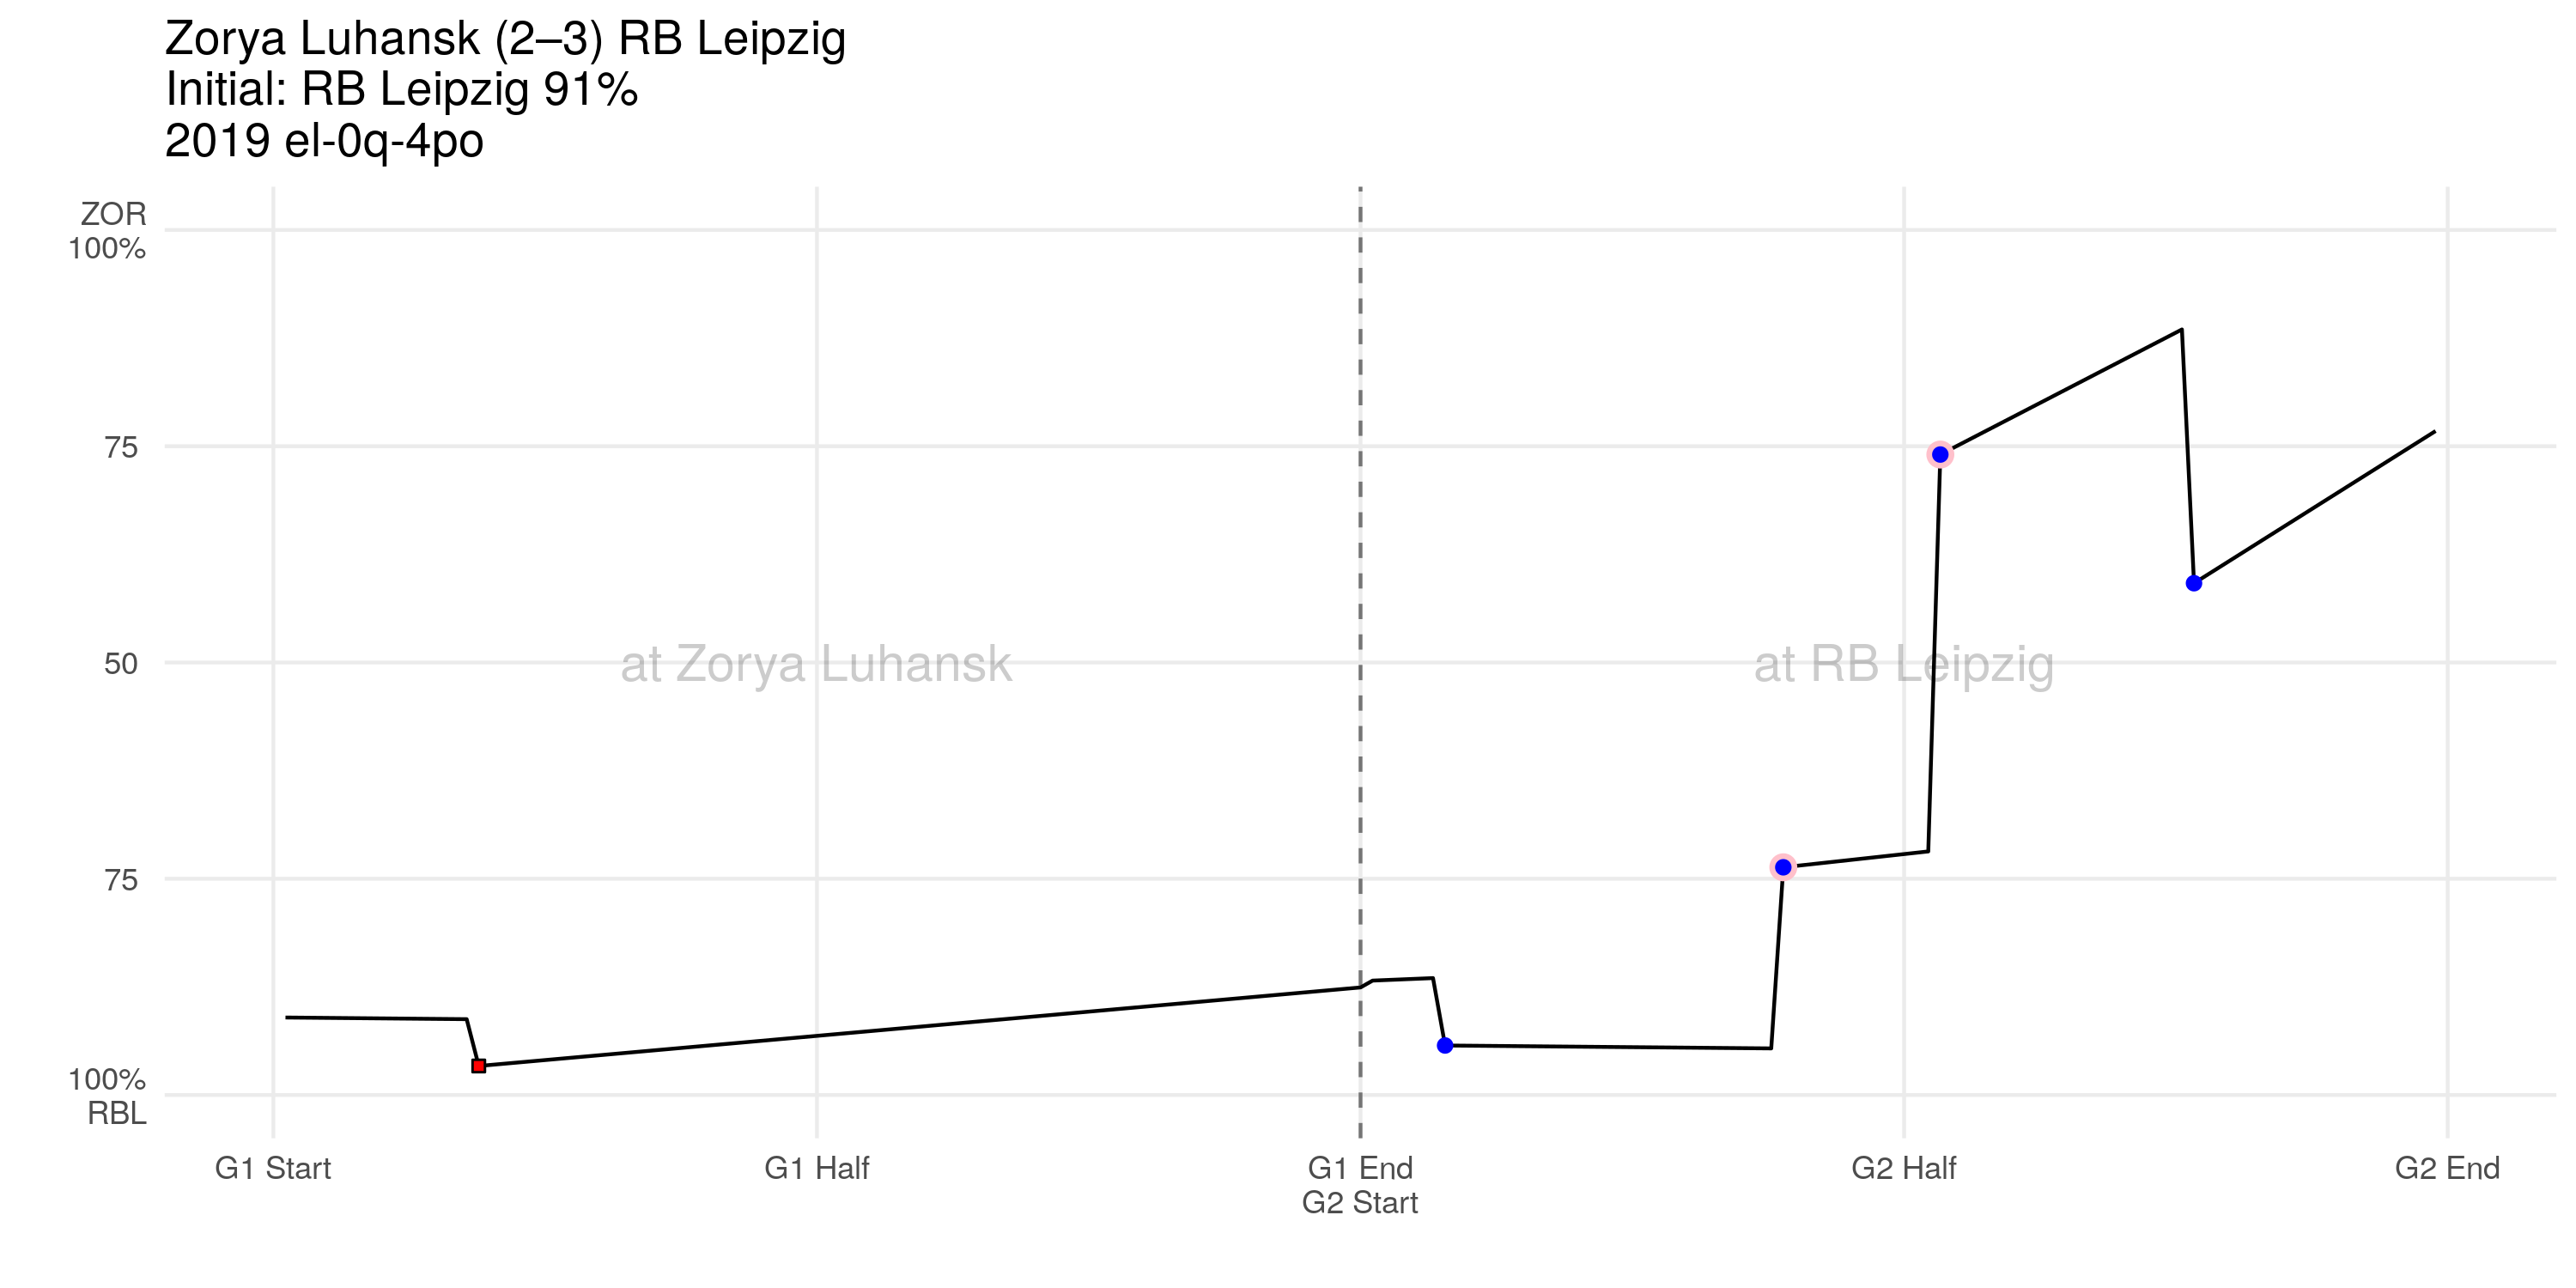 Zorya Luhansk (2–3) RB Leipzig
Initial: RB Leipzig 91%
2019 el-0q-4po
ZOR
100%
75
50
75
100%
RBL
at Zorya Luhansk
at RB Leipzig
G1 Start
G1 Half
G1 End
G2 Start
G2 Half
G2 End